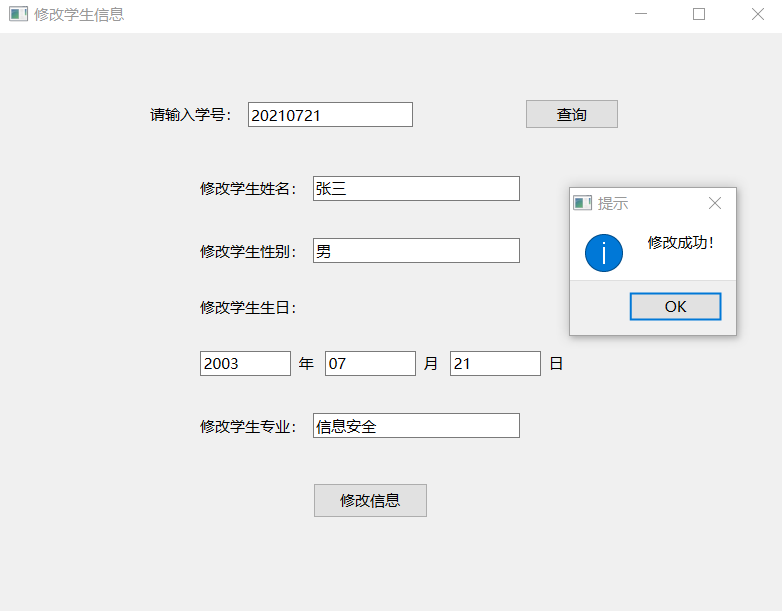 修改学生信息
请输入学号： 20210721 查询
修改学生姓名： 张三
提示
修改成功！
修改学生性别： 男
OK
修改学生生日：
2003 年 07 月 21 日
修改学生专业： 信息安全
修改信息